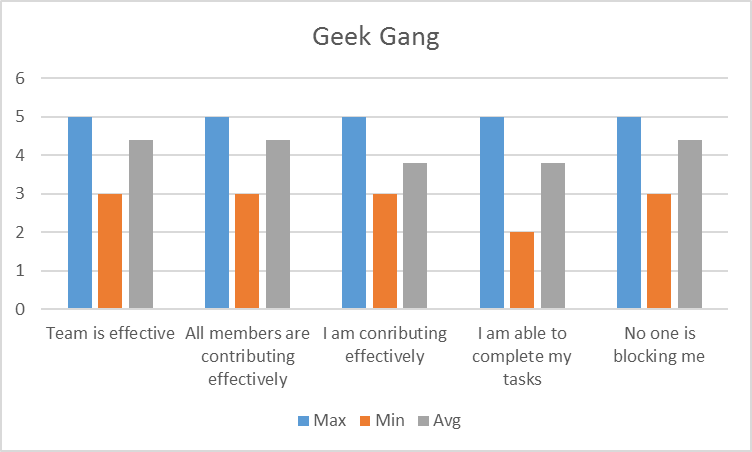 Geek Gang
6
5
4
3
2
1
0
Team is effective
All members are
contributing
effectively
I am conributing
effectively
I am able to
complete my
tasks
No one is
blocking me
Max
Min
Avg